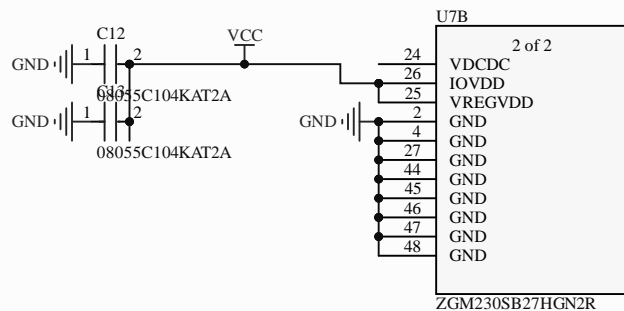 U7B
C12
VCC
2 of 2
GND 1 2
24 VDCDC
26 IOVDD
08055C104KAT2A
C13
25 VREGVDD
GND 1 2
GND 2 GND
4 GND
08055C104KAT2A
27 GND
44 GND
45 GND
46 GND
47 GND
48 GND
ZGM230SB27HGN2R